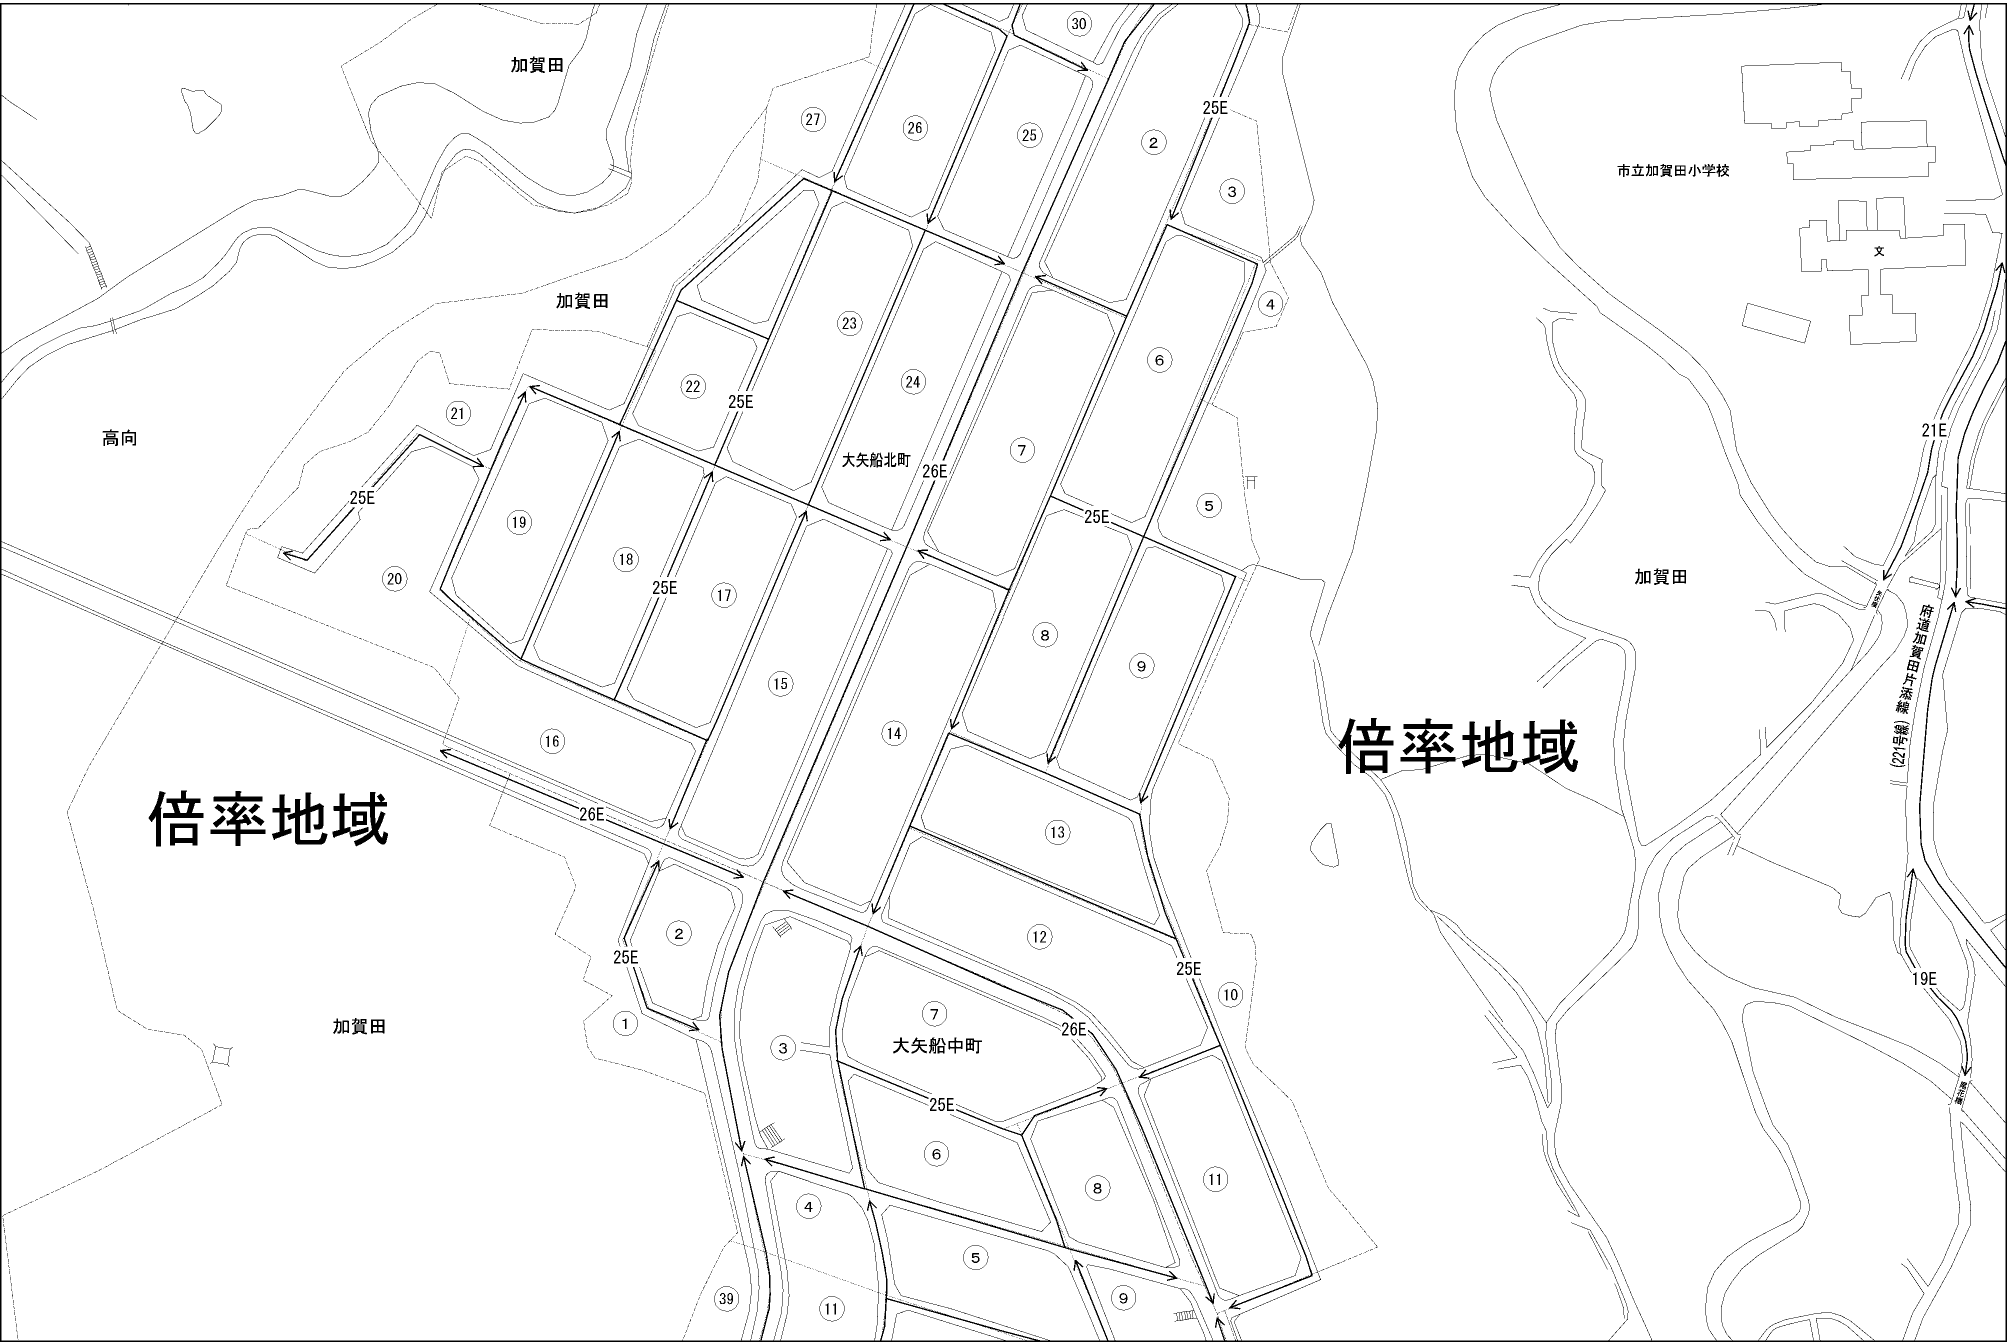 ㉚
加賀田
25E
㉗
㉖
㉕
②
市立加賀田小学校
③
文
加賀田
④
㉓
⑥
㉒
㉔
25E
㉑
21E
高向
⑦
大矢船北町
26E
25E
⑤
25E
⑲
⑱
⑳
25E
⑰
加賀田
⑧
府道加賀田片添線
(221号線)
⑨
⑮
⑭
⑯
倍率地域
26E
倍率地域
⑬
②
⑫
25E
25E
19E
⑩
⑦
①
加賀田
26E
③
大矢船中町
25E
⑥
⑪
⑧
④
⑤
㊴
⑪
⑨